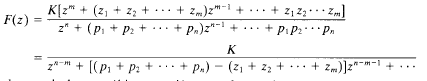 F(z) = K[z^m + (z_1 + z_2 + ··· + z_m)z^{m-1} + ··· + z_1z_2 ··· z_m] / z^n + (p_1 + p_2 + ··· + p_n)z^{n-1} + ··· + p_1p_2 ··· p_n
= K / z^{n-m} + [(p_1 + p_2 + ··· + p_n) − (z_1 + z_2 + ··· + z_m)]z^{n-m-1} + ···